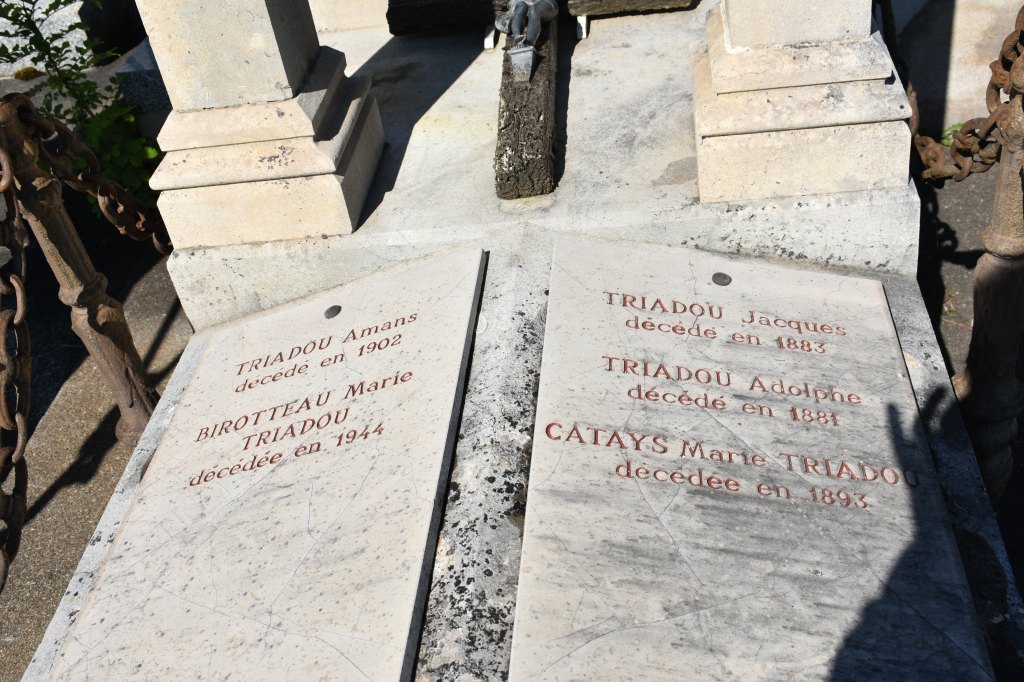 TRIADOU Amans
décédé en 1902
BIROTTEAU Marie
TRIADOU
décédée en 1944
TRIADOU Jacques
décédé en 1883
TRIADOU Adolphe
décédé en 1881
CATAYS Marie TRIADOU
décédée en 1893